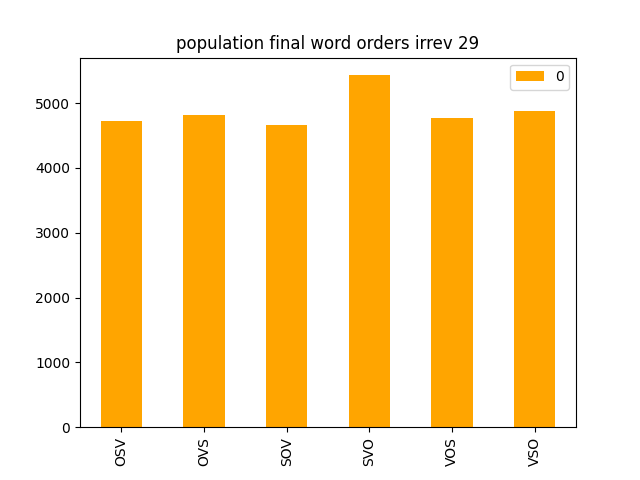 population final word orders irrev 29
0
5000
4000
3000
2000
1000
0
OSV
OVS
SOV
SVO
VOS
VSO